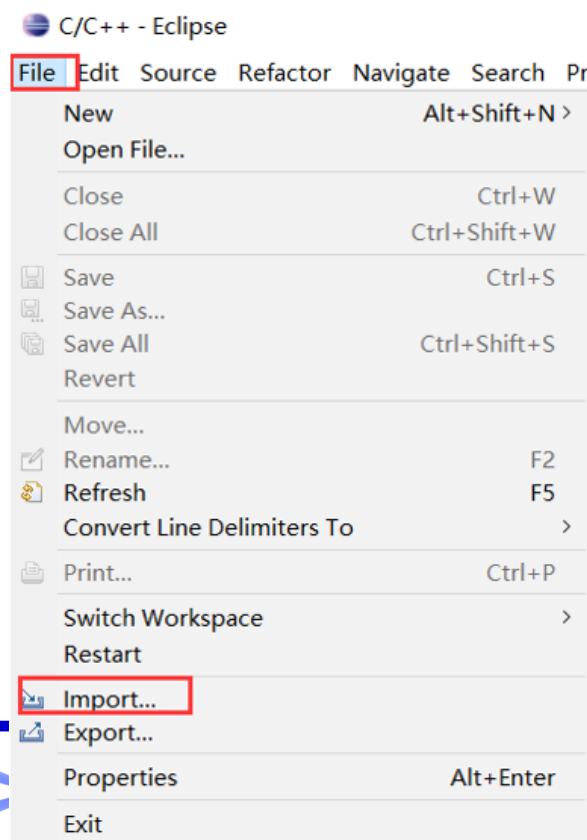 C/C++ - Eclipse
File Edit Source Refactor Navigate Search Pr
New Alt+Shift+N >
Open File...
Close Ctrl+W
Close All Ctrl+Shift+W
Save Ctrl+S
Save As...
Save All Ctrl+Shift+S
Revert
Move...
Rename... F2
Refresh F5
Convert Line Delimiters To >
Print... Ctrl+P
Switch Workspace >
Restart
Import...
Export...
Properties Alt+Enter
Exit